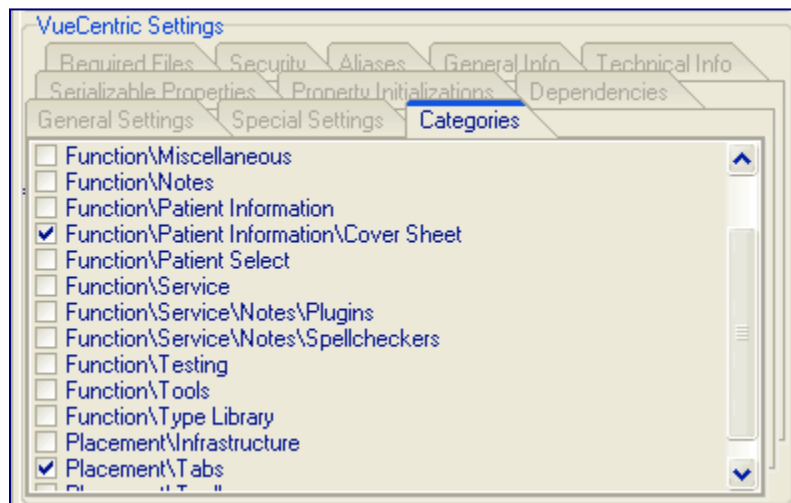 VueCentric Settings
Required Files Security Aliases General Info Technical Info
Serializable Properties Property Initializations Dependencies
General Settings Special Settings Categories
Function\Miscellaneous
Function\Notes
Function\Patient Information
Function\Patient Information\Cover Sheet
Function\Patient Select
Function\Service
Function\Service\Notes\Plugins
Function\Service\Notes\Spellcheckers
Function\Testing
Function\Tools
Function\Type Library
Placement\Infrastructure
Placement\Tabs